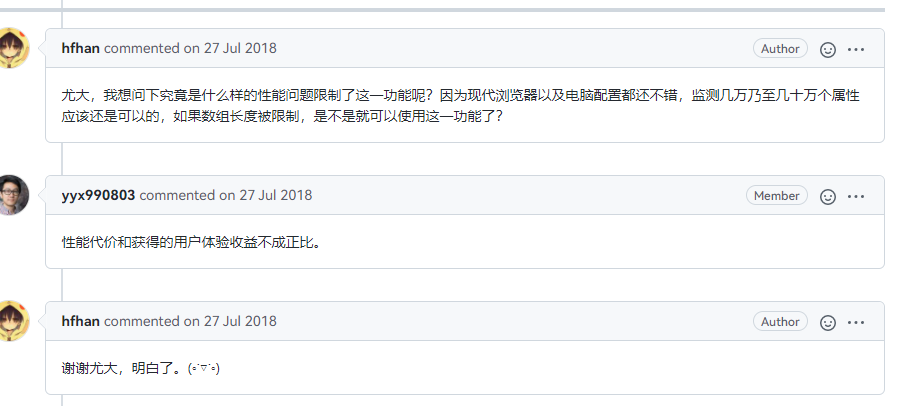 hfhan commented on 27 Jul 2018 Author
尤大，我想问下究竟是什么样的性能问题限制了这一功能呢？因为现代浏览器以及电脑配置都还不错，监测几万乃至几十万个属性
应该还是可以的，如果数组长度被限制，是不是就可以使用这一功能了？
yyx990803 commented on 27 Jul 2018 Member
性能代价和获得的用户体验收益不成正比。
hfhan commented on 27 Jul 2018 Author
谢谢尤大，明白了。(｡˙▽˙｡)